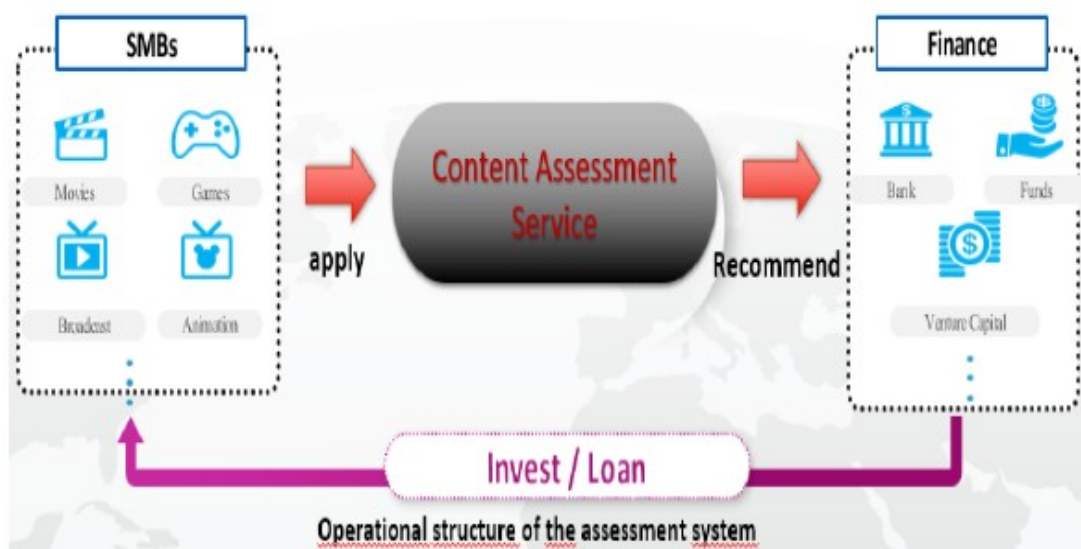 SMBs
Movies
Games
Broadcast
Animation
apply
Content Assessment
Service
Recommend
Finance
Bank
Funds
Venture Capital
Invest / Loan
Operational structure of the assessment system